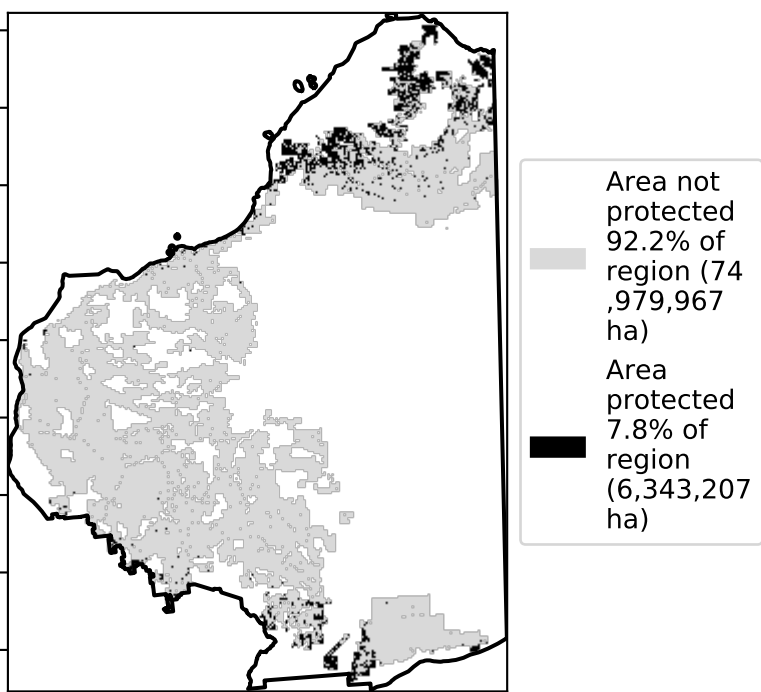 Area not
protected
92.2% of
region (74
,979,967
ha)
Area
protected
7.8% of
region
(6,343,207
ha)